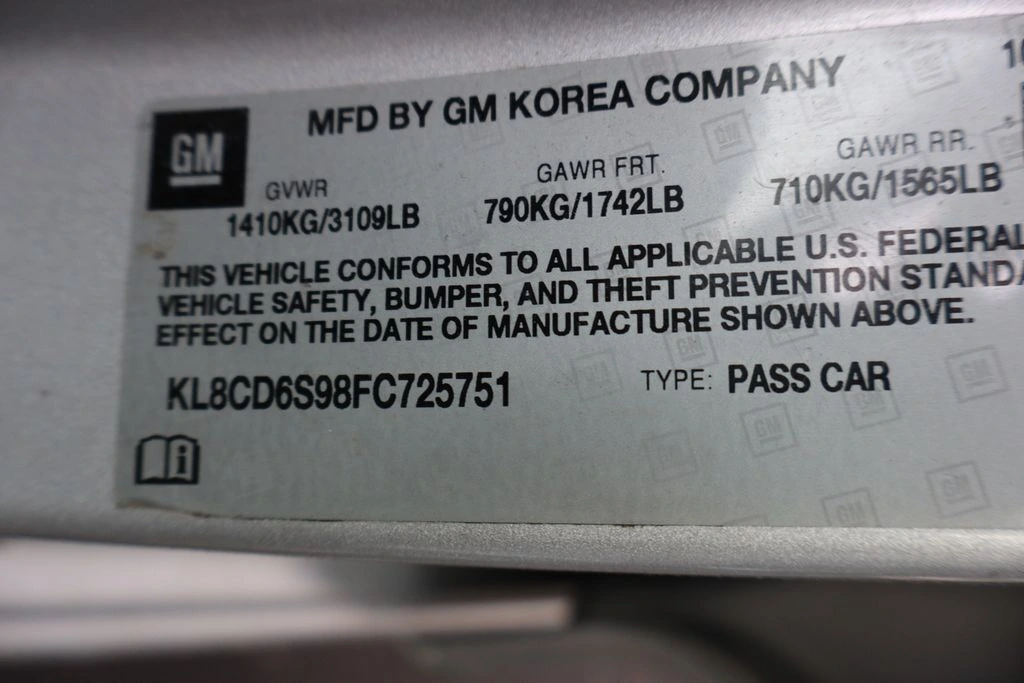 GM
MFD BY GM KOREA COMPANY
10
GVWR GAWR FRT. GAWR RR.
1410KG/3109LB 790KG/1742LB 710KG/1565LB
THIS VEHICLE CONFORMS TO ALL APPLICABLE U.S. FEDERAL
VEHICLE SAFETY, BUMPER, AND THEFT PREVENTION STANDA
EFFECT ON THE DATE OF MANUFACTURE SHOWN ABOVE.
KL8CD6S98FC725751 TYPE: PASS CAR
i